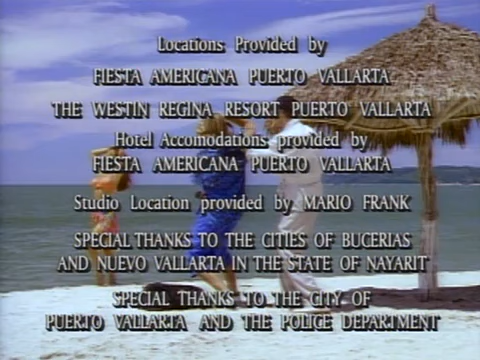 Locations Provided by
FIESTA AMERICANA PUERTO VALLARTA
THE WESTIN REGINA RESORT PUERTO VALLARTA
Hotel Accomodations provided by
FIESTA AMERICANA PUERTO VALLARTA
Studio Location provided by MARIO FRANK
SPECIAL THANKS TO THE CITIES OF BUCERIAS
AND NUEVO VALLARTA IN THE STATE OF NAYARIT
SPECIAL THANKS TO THE CITY OF
PUERTO VALLARTA AND THE POLICE DEPARTMENT